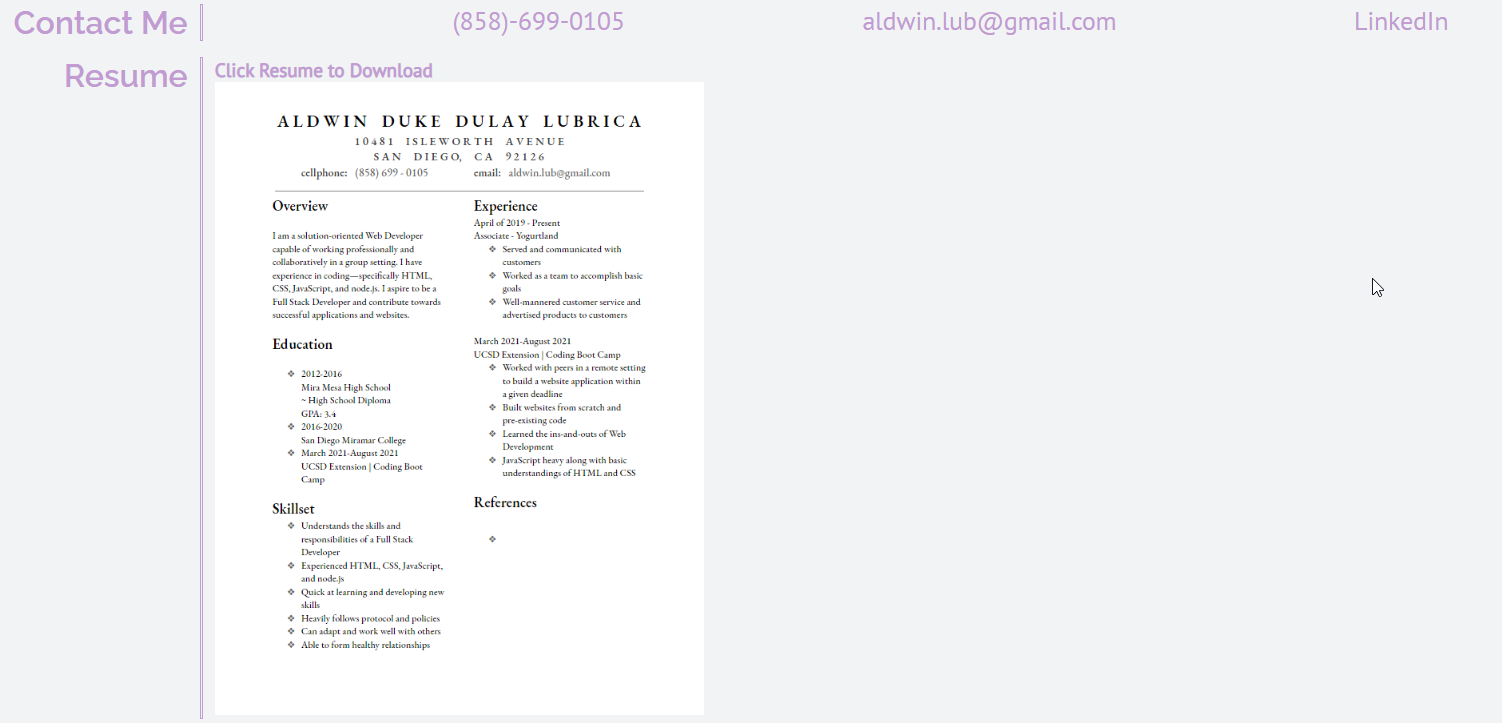 Contact Me
(858)-699-0105
aldwin.lub@gmail.com
LinkedIn
Resume
Click Resume to Download
ALDWIN DUKE DULAY LUBRICA
10481 ISLEWORTH AVENUE
SAN DIEGO, CA 92126
cellphone: (858) 699 - 0105
email: aldwin.lub@gmail.com
Overview
I am a solution-oriented Web Developer
capable of working professionally and
collaboratively in a group setting. I have
experience in coding—specifically HTML,
CSS, JavaScript, and node.js. I aspire to be a
Full Stack Developer and contribute towards
successful applications and websites.
Education
❖ 2012-2016
Mira Mesa High School
~ High School Diploma
GPA: 3.4
❖ 2016-2020
San Diego Miramar College
❖ March 2021-August 2021
UCSD Extension | Coding Boot
Camp
Skillset
❖ Understands the skills and
responsibilities of a Full Stack
Developer
❖ Experienced HTML, CSS, JavaScript,
and node.js
❖ Quick at learning and developing new
skills
❖ Heavily follows protocol and policies
❖ Can adapt and work well with others
❖ Able to form healthy relationships
Experience
April of 2019 - Present
Associate - Yogurtland
❖ Served and communicated with
customers
❖ Worked as a team to accomplish basic
goals
❖ Well-mannered customer service and
advertised products to customers
March 2021-August 2021
UCSD Extension | Coding Boot Camp
❖ Worked with peers in a remote setting
to build a website application within
a given deadline
❖ Built websites from scratch and
pre-existing code
❖ Learned the ins-and-outs of Web
Development
❖ JavaScript heavy along with basic
understandings of HTML and CSS
References
❖